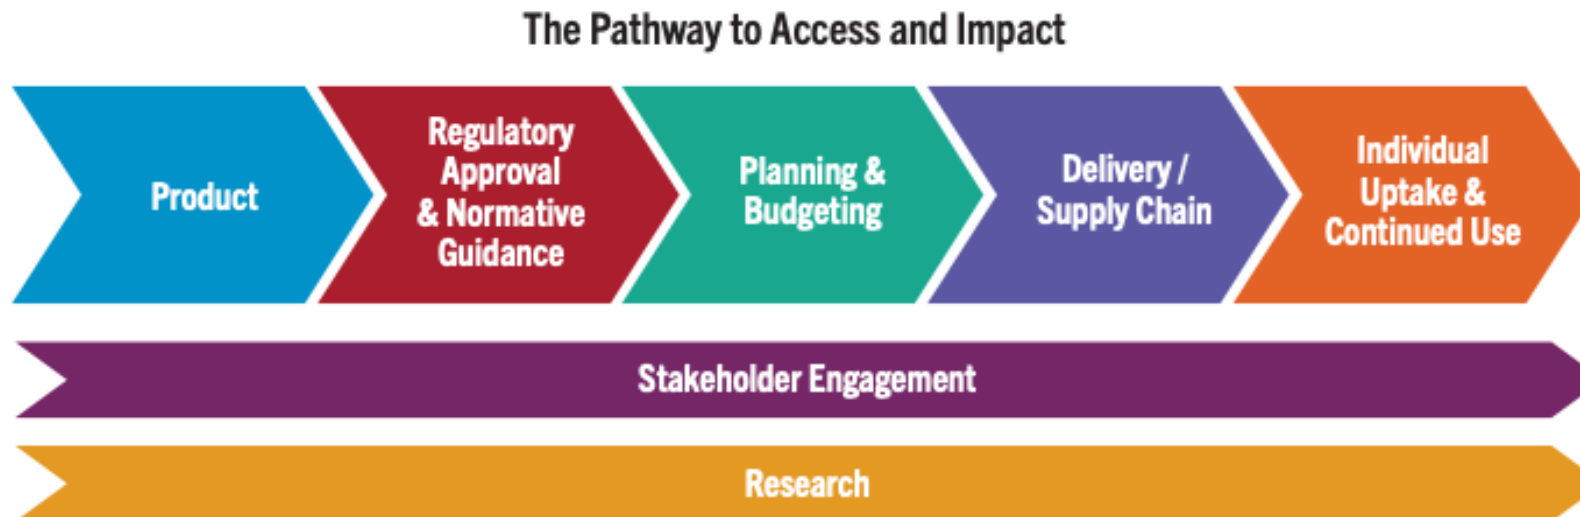 The Pathway to Access and Impact
Product
Regulatory
Approval
& Normative
Guidance
Planning &
Budgeting
Delivery /
Supply Chain
Individual
Uptake &
Continued Use
Stakeholder Engagement
Research